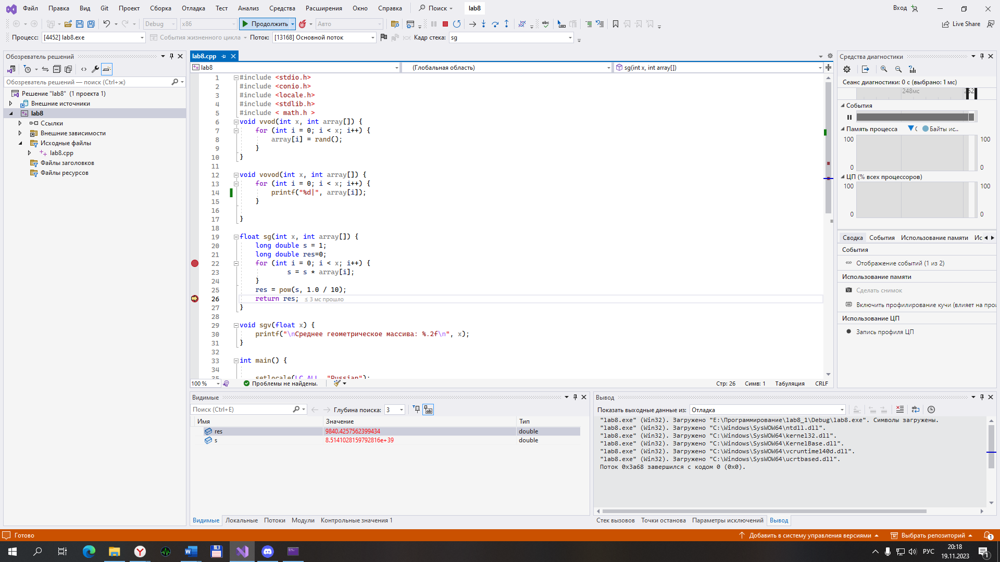 Файл Правка Вид Git Проект Сборка Отладка Тест Анализ Средства Расширения Окно Справка Поиск lab8 Вход
Debug x86 Продолжить Авто Live Share
Процесс: [4452] lab8.exe События жизненного цикла Поток: [13168] Основной поток Кадр стека: sg
Обозреватель решений
Обозреватель решений — поиск (Ctrl+ж)
Решение "lab8" (1 проекта 1)
Внешние источники
lab8
Ссылки
Внешние зависимости
Исходные файлы
lab8.cpp
Файлы заголовков
Файлы ресурсов
lab8.cpp
lab8 (Глобальная область) sg(int x, int array[])
1 #include <stdio.h>
2 #include <conio.h>
3 #include <locale.h>
4 #include <stdlib.h>
5 #include < math.h >
6 void vvod(int x, int array[]) {
7 for (int i = 0; i < x; i++) {
8 array[i] = rand();
9 }
10 }
11
12 void vovod(int x, int array[]) {
13 for (int i = 0; i < x; i++) {
14 printf("%d|", array[i]);
15 }
16
17 }
18
19 float sg(int x, int array[]) {
20 long double s = 1;
21 long double res=0;
22 for (int i = 0; i < x; i++) {
23 s = s * array[i];
24 }
25 res = pow(s, 1.0 / 10);
26 return res; ≤ 3 мс прошло
27 }
28
29 void sgv(float x) {
30 printf("\nСреднее геометрическое массива: %.2f\n", x);
31 }
32
33 int main() {
34
35 setlocale(LC_ALL, "Russian");
100 % Проблемы не найдены. Стр: 26 Симв: 1 Табуляция CRLF
Средства диагностики
Сеанс диагностики: 0 с (выбрано: 1 мс)
248мс
События
Память процесса Байты ис...
100 100
0 0
ЦП (% всех процессоров)
100 100
0 0
Сводка События Использование памяти Ис
События
Отображение событий (1 из 2)
Использование памяти
Сделать снимок
Включить профилирование кучи (влияет на прои
Использование ЦП
Запись профиля ЦП
Видимые
Поиск (Ctrl+E) Глубина поиска: 3
Имя Значение Тип
res 9840.4257562399434 double
s 8.5141028159792816e+39 double
Видимые Локальные Потоки Модули Контрольные значения 1
Вывод
Показать выходные данные из: Отладка
"lab8.exe" (Win32). Загружено "E:\Программирование\lab8_1\Debug\lab8.exe". Символы загружены.
"lab8.exe" (Win32). Загружено "C:\Windows\SysWOW64\ntdll.dll".
"lab8.exe" (Win32). Загружено "C:\Windows\SysWOW64\kernel32.dll".
"lab8.exe" (Win32). Загружено "C:\Windows\SysWOW64\KernelBase.dll".
"lab8.exe" (Win32). Загружено "C:\Windows\SysWOW64\vcruntime140d.dll".
"lab8.exe" (Win32). Загружено "C:\Windows\SysWOW64\ucrtbased.dll".
Поток 0x3a68 завершился с кодом 0 (0x0).
Стек вызовов Точки останова Параметры исключений Вывод
Готово Добавить в систему управления версиями Выбрать репозиторий 1
РУС 20:18
19.11.2023 1